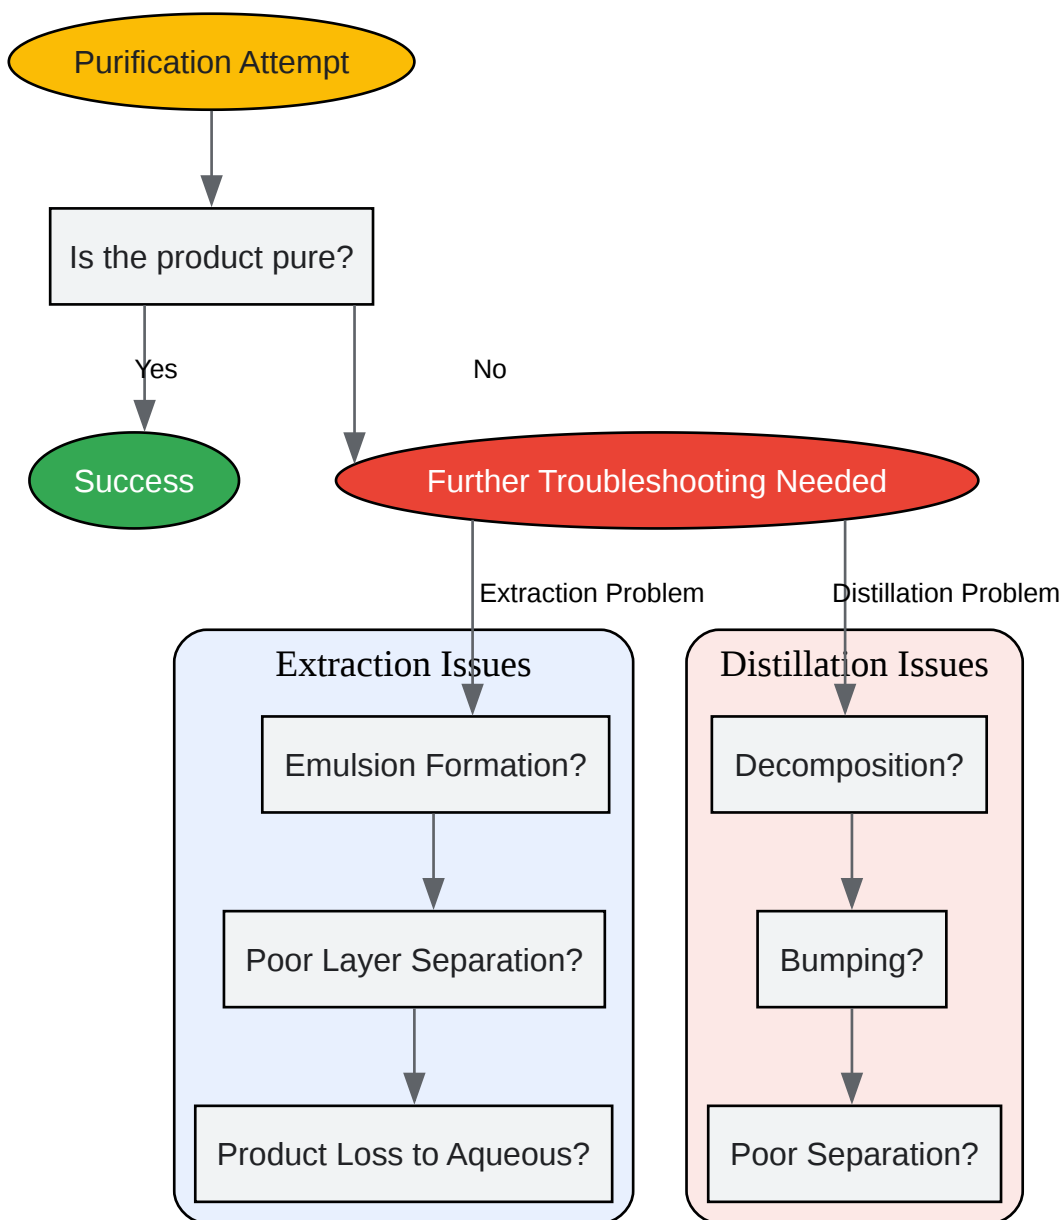 Purification Attempt
Is the product pure?
Yes
No
Success
Further Troubleshooting Needed
Extraction Problem
Distillation Problem
Extraction Issues
Distillation Issues
Emulsion Formation?
Decomposition?
Poor Layer Separation?
Bumping?
Product Loss to Aqueous?
Poor Separation?